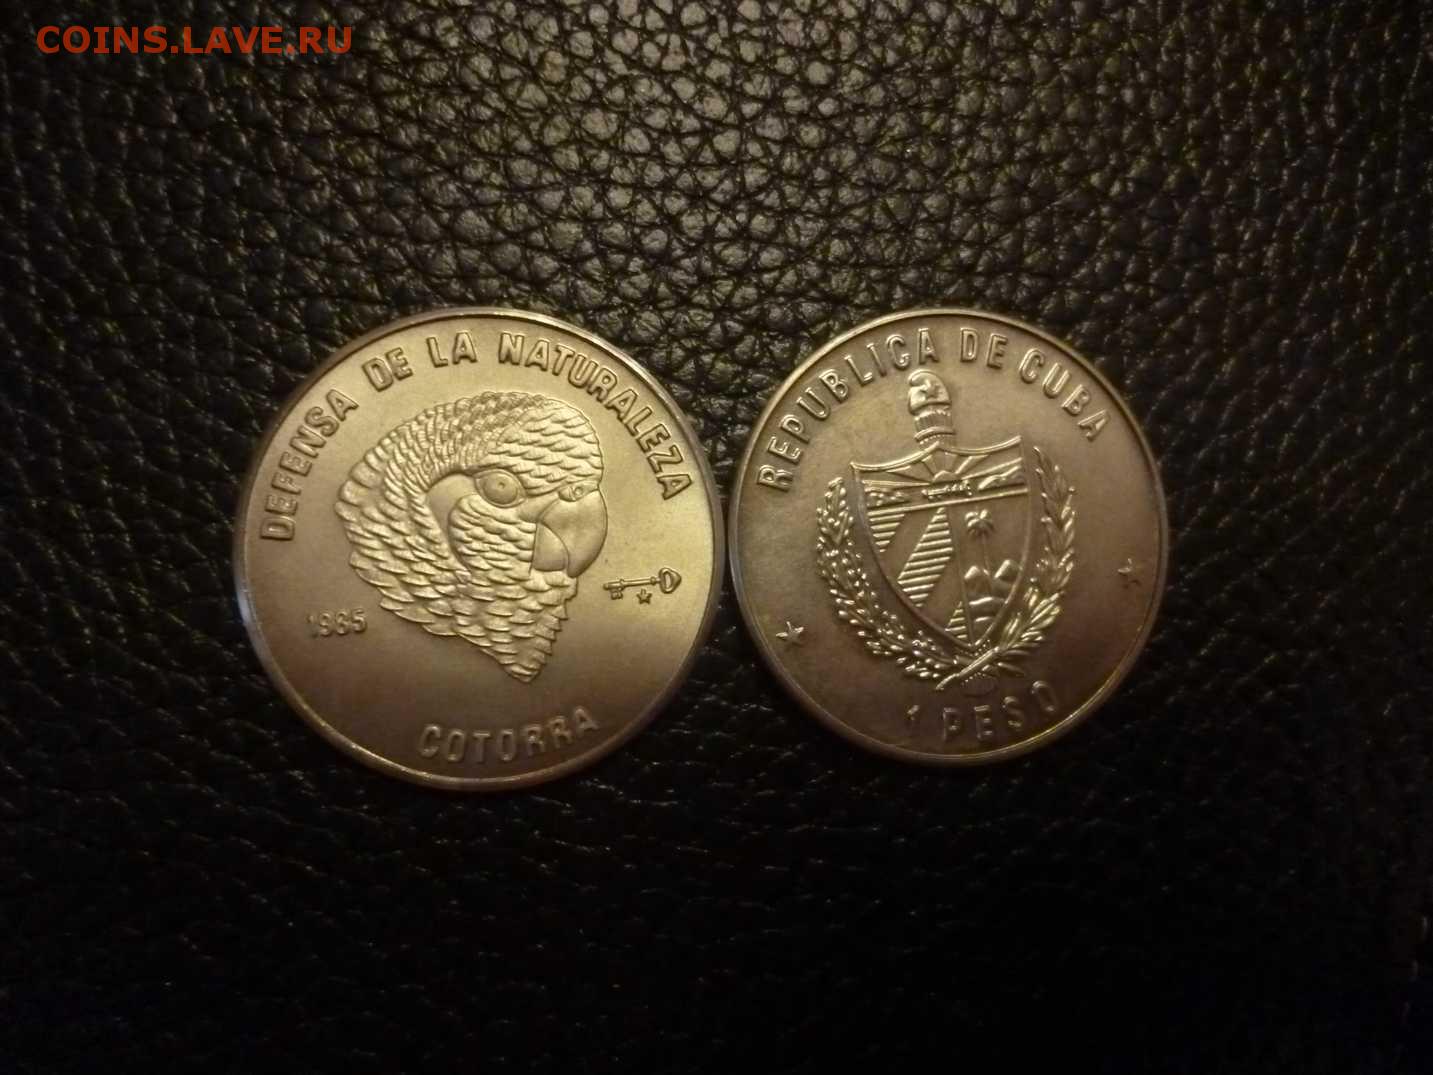 COINS.LAVE.RU
DEFENSA DE LA NATURALEZA
1985
COTORRA
REPUBLICA DE CUBA
1 PESO